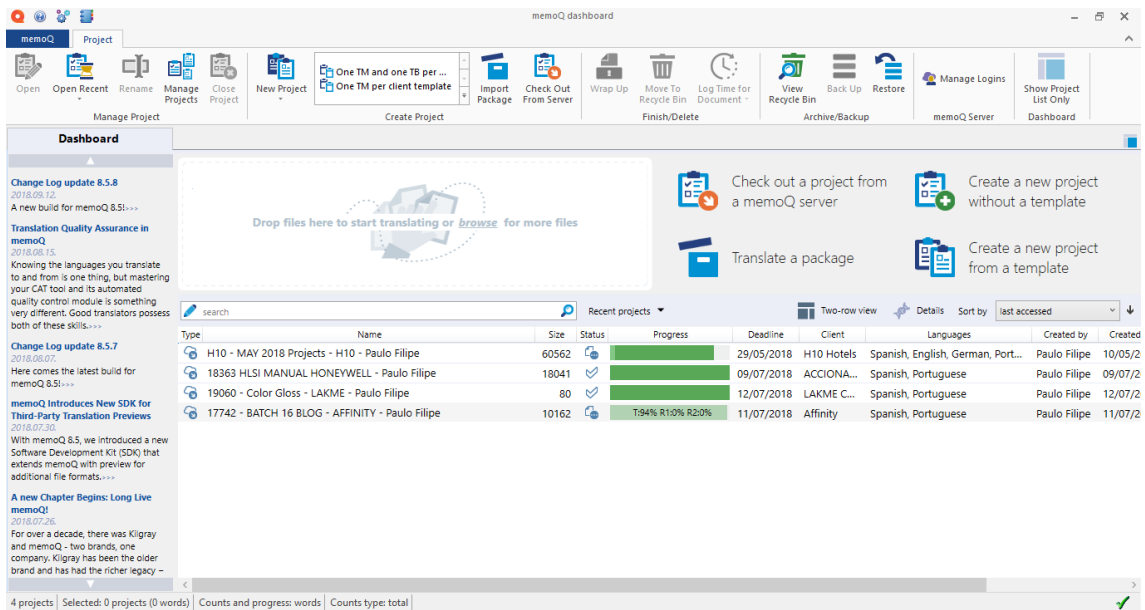 memoQ dashboard
memoQ Project
Open Open Recent Rename Manage Projects Close Project
Manage Project
New Project
One TM and one TB per ...
One TM per client template
Import Package Check Out From Server
Create Project
Wrap Up Move To Recycle Bin Log Time for Document
Finish/Delete
View Recycle Bin Back Up Restore
Archive/Backup
Manage Logins
memoQ Server
Show Project List Only
Dashboard
Dashboard
Change Log update 8.5.8
2018.09.12.
A new build for memoQ 8.5!>>>
Translation Quality Assurance in
memoQ
2018.08.15.
Knowing the languages you translate
to and from is one thing, but mastering
your CAT tool and its automated
quality control module is something
very different. Good translators possess
both of these skills.>>>
Change Log update 8.5.7
2018.08.07.
Here comes the latest build for
memoQ 8.5!>>>
memoQ Introduces New SDK for
Third-Party Translation Previews
2018.07.30.
With memoQ 8.5, we introduced a new
Software Development Kit (SDK) that
extends memoQ with preview for
additional file formats.>>>
A new Chapter Begins: Long Live
memoQ!
2018.07.26.
For over a decade, there was Kilgray
and memoQ - two brands, one
company. Kilgray has been the older
brand and has had the richer legacy –
Drop files here to start translating or browse for more files
Check out a project from
a memoQ server
Create a new project
without a template
Translate a package
Create a new project
from a template
search Recent projects Two-row view Details Sort by last accessed
Type Name Size Status Progress Deadline Client Languages Created by Created
H10 - MAY 2018 Projects - H10 - Paulo Filipe 60562 29/05/2018 H10 Hotels Spanish, English, German, Port... Paulo Filipe 10/05/2
18363 HLSI MANUAL HONEYWELL - Paulo Filipe 18041 09/07/2018 ACCIONA... Spanish, Portuguese Paulo Filipe 09/07/2
19060 - Color Gloss - LAKME - Paulo Filipe 80 12/07/2018 LAKME C... Spanish, Portuguese Paulo Filipe 12/07/2
17742 - BATCH 16 BLOG - AFFINITY - Paulo Filipe 10162 T:94% R1:0% R2:0% 11/07/2018 Affinity Spanish, Portuguese Paulo Filipe 11/07/2
4 projects Selected: 0 projects (0 words) Counts and progress: words Counts type: total